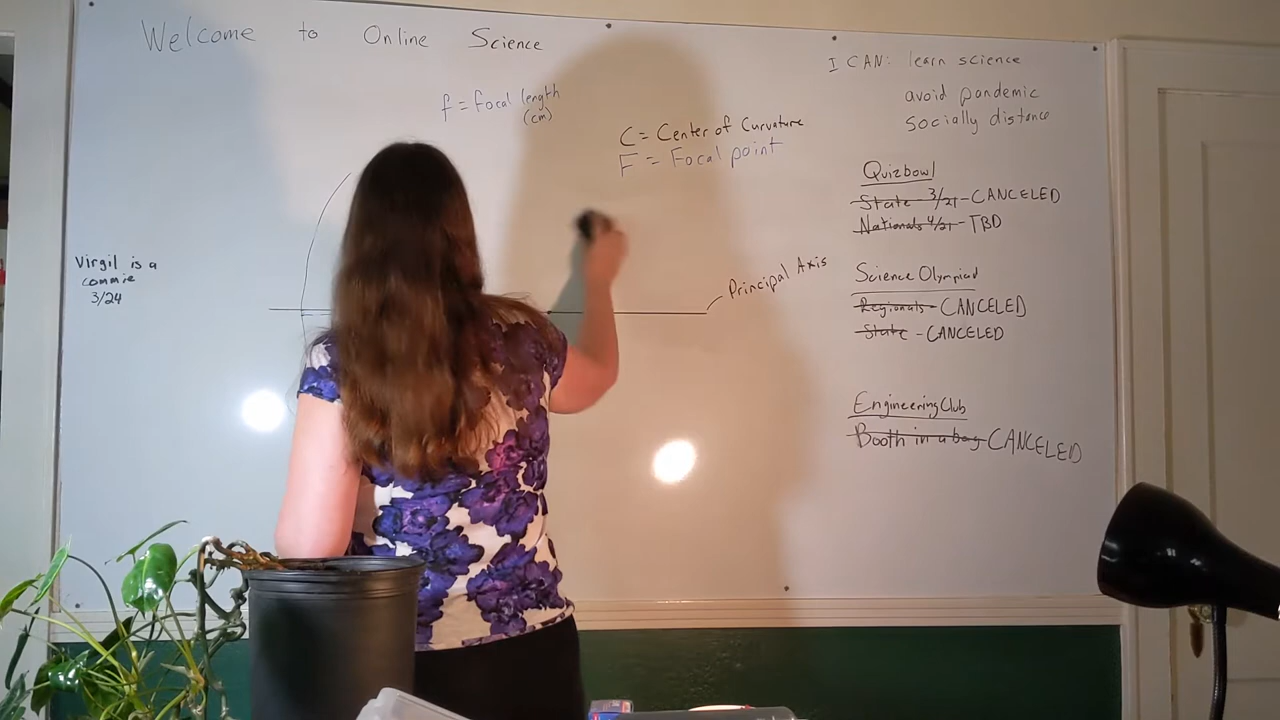 Welcome to Online Science
f = focal length
(cm)
C = Center of Curvature
F = Focal point
Principal Axis
Virgil is a
commie
3/24
I CAN: learn science
avoid pandemic
socially distance
Quizbowl
State 3/21 - CANCELED
Nationals 4/21 - TBD
Science Olympiad
Regionals - CANCELED
State - CANCELED
Engineering Club
Booth in a bag CANCELED